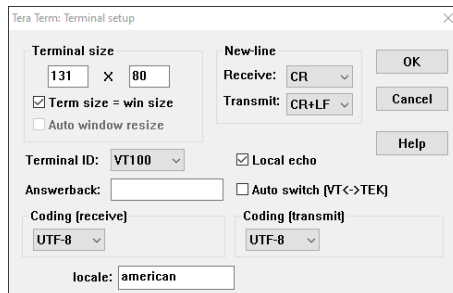 Tera Term: Terminal setup
Terminal size
131 X 80
Term size = win size
Auto window resize
New-line
Receive: CR
Transmit: CR+LF
OK
Cancel
Help
Terminal ID: VT100
Local echo
Answerback:
Auto switch (VT<->TEK)
Coding (receive)
UTF-8
Coding (transmit)
UTF-8
locale: american